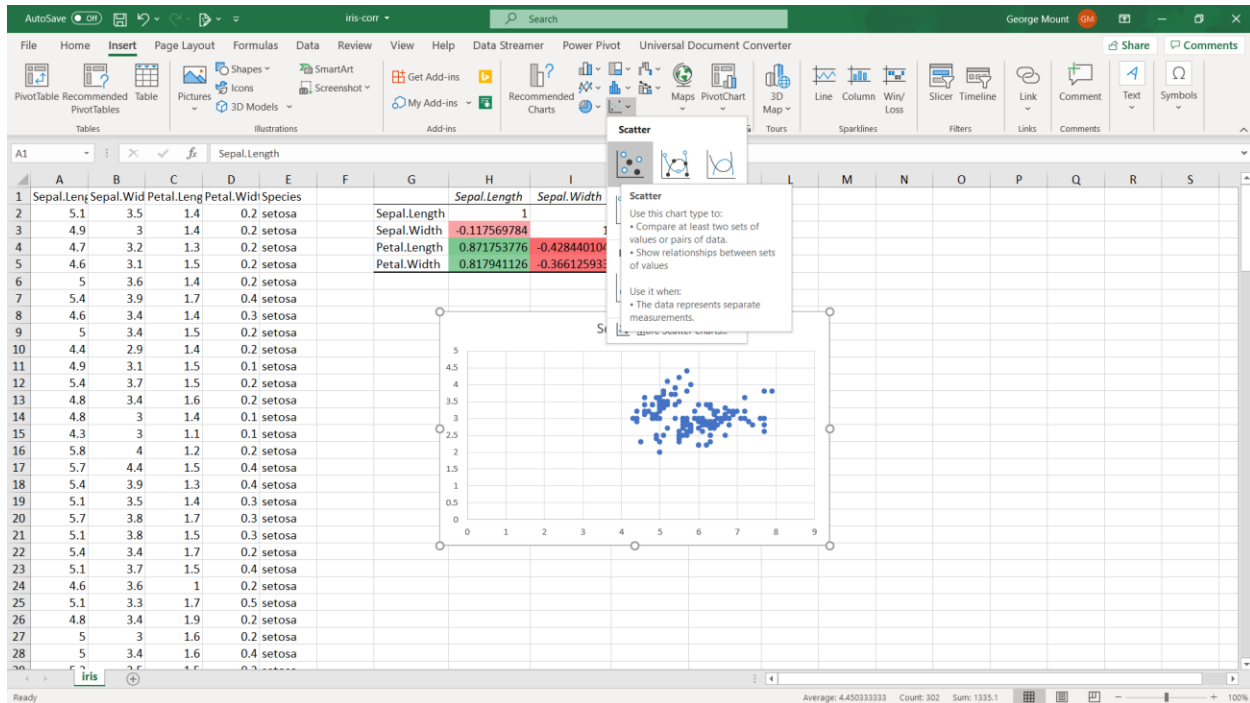 AutoSave Off iris-corr Search George Mount GM
File Home Insert Page Layout Formulas Data Review View Help Data Streamer Power Pivot Universal Document Converter Share Comments
PivotTable Recommended PivotTables Table Pictures Shapes Icons 3D Models SmartArt Screenshot Get Add-ins My Add-ins Recommended Charts Maps PivotChart 3D Map Line Column Win/Loss Slicer Timeline Link Comment Text Symbols
Tables Illustrations Add-ins Tours Sparklines Filters Links Comments
Scatter
A1 fx Sepal.Length
A B C D E F G H I L M N O P Q R S
1 Sepal.Leng Sepal.Wid Petal.Leng Petal.Widt Species Sepal.Length Sepal.Width
2 5.1 3.5 1.4 0.2 setosa Sepal.Length 1
3 4.9 3 1.4 0.2 setosa Sepal.Width -0.117569784 1
4 4.7 3.2 1.3 0.2 setosa Petal.Length 0.871753776 -0.428440104
5 4.6 3.1 1.5 0.2 setosa Petal.Width 0.817941126 -0.366125933
6 5 3.6 1.4 0.2 setosa
7 5.4 3.9 1.7 0.4 setosa
8 4.6 3.4 1.4 0.3 setosa
9 5 3.4 1.5 0.2 setosa
10 4.4 2.9 1.4 0.2 setosa
11 4.9 3.1 1.5 0.1 setosa
12 5.4 3.7 1.5 0.2 setosa
13 4.8 3.4 1.6 0.2 setosa
14 4.8 3 1.4 0.1 setosa
15 4.3 3 1.1 0.1 setosa
16 5.8 4 1.2 0.2 setosa
17 5.7 4.4 1.5 0.4 setosa
18 5.4 3.9 1.3 0.4 setosa
19 5.1 3.5 1.4 0.3 setosa
20 5.7 3.8 1.7 0.3 setosa
21 5.1 3.8 1.5 0.3 setosa
22 5.4 3.4 1.7 0.2 setosa
23 5.1 3.7 1.5 0.4 setosa
24 4.6 3.6 1 0.2 setosa
25 5.1 3.3 1.7 0.5 setosa
26 4.8 3.4 1.9 0.2 setosa
27 5 3 1.6 0.2 setosa
28 5 3.4 1.6 0.4 setosa
Scatter
Use this chart type to:
• Compare at least two sets of
values or pairs of data.
• Show relationships between sets
of values
Use it when:
• The data represents separate
measurements.
More Scatter Charts...
5
4.5
4
3.5
3
2.5
2
1.5
1
0.5
0
0 1 2 3 4 5 6 7 8 9
iris
Ready Average: 4.450333333 Count: 302 Sum: 1335.1 100%